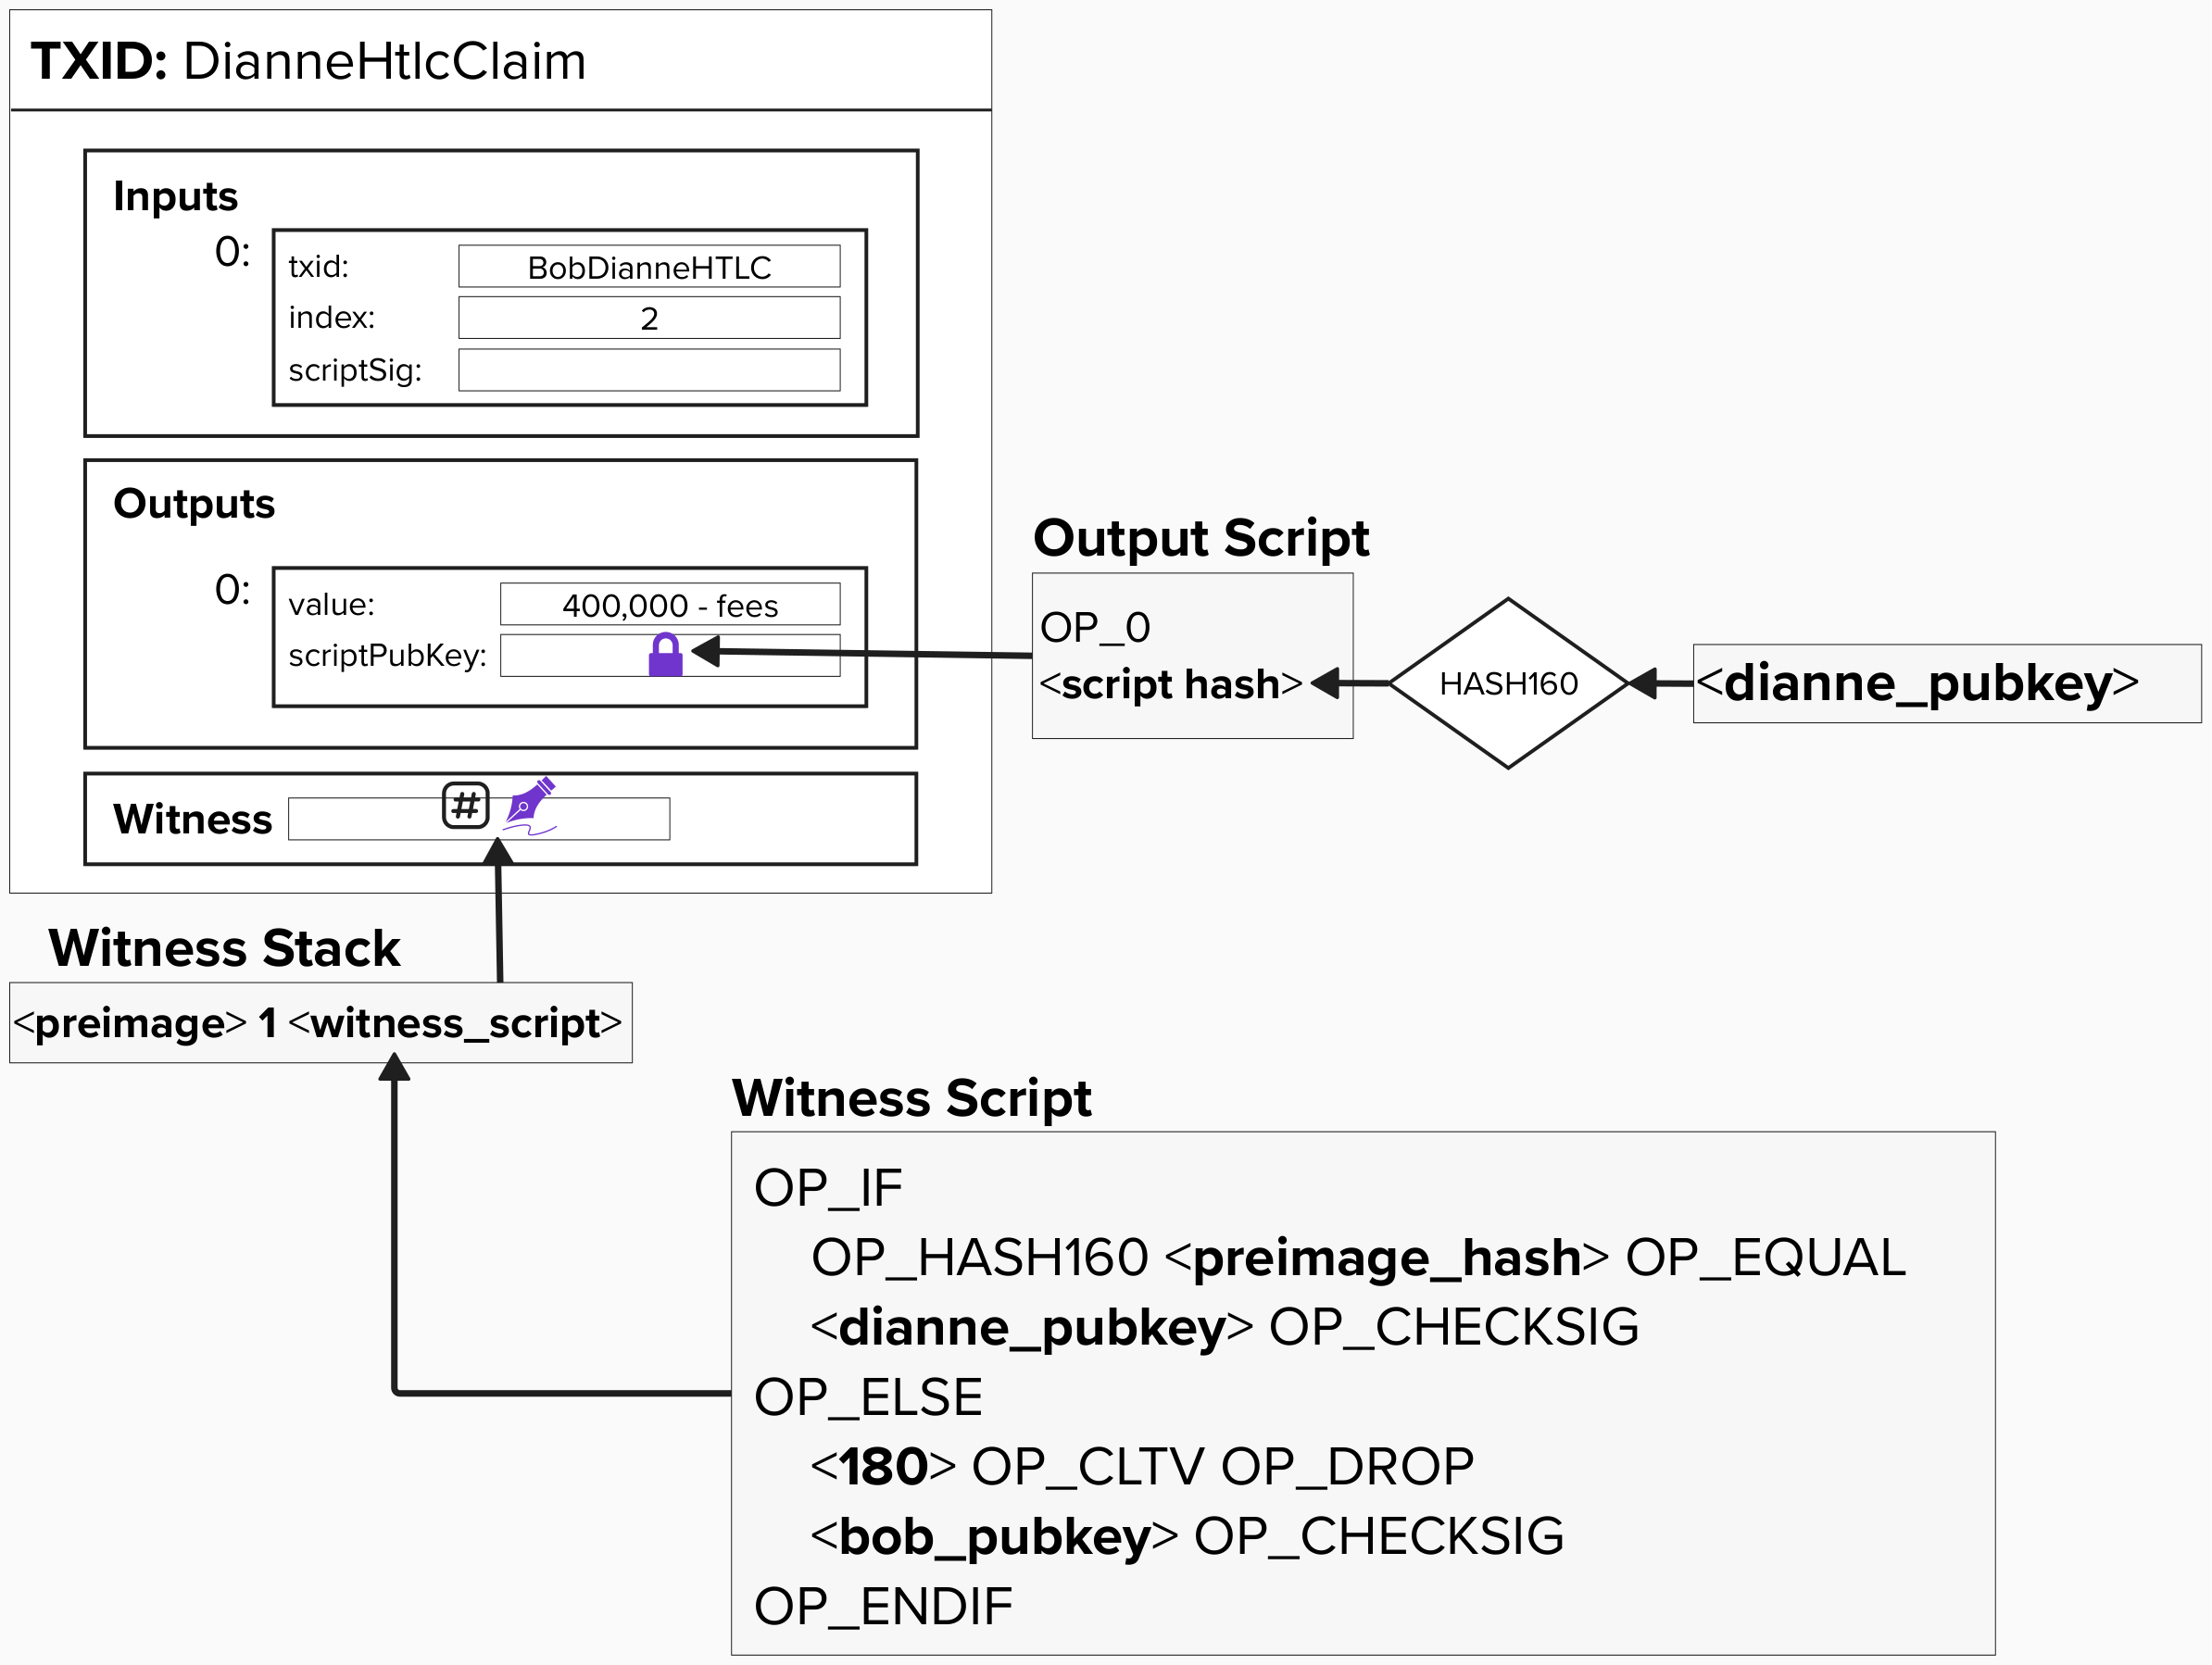 TXID: DianneHtlcClaim
Inputs
0:
txid: BobDianneHTLC
index: 2
scriptSig:
Outputs
0:
value: 400,000 - fees
scriptPubKey:
Output Script
OP_0
<script hash>
HASH160
<dianne_pubkey>
Witness
#
Witness Stack
<preimage> 1 <witness_script>
Witness Script
OP_IF
OP_HASH160 <preimage_hash> OP_EQUAL
<dianne_pubkey> OP_CHECKSIG
OP_ELSE
<180> OP_CLTV OP_DROP
<bob_pubkey> OP_CHECKSIG
OP_ENDIF